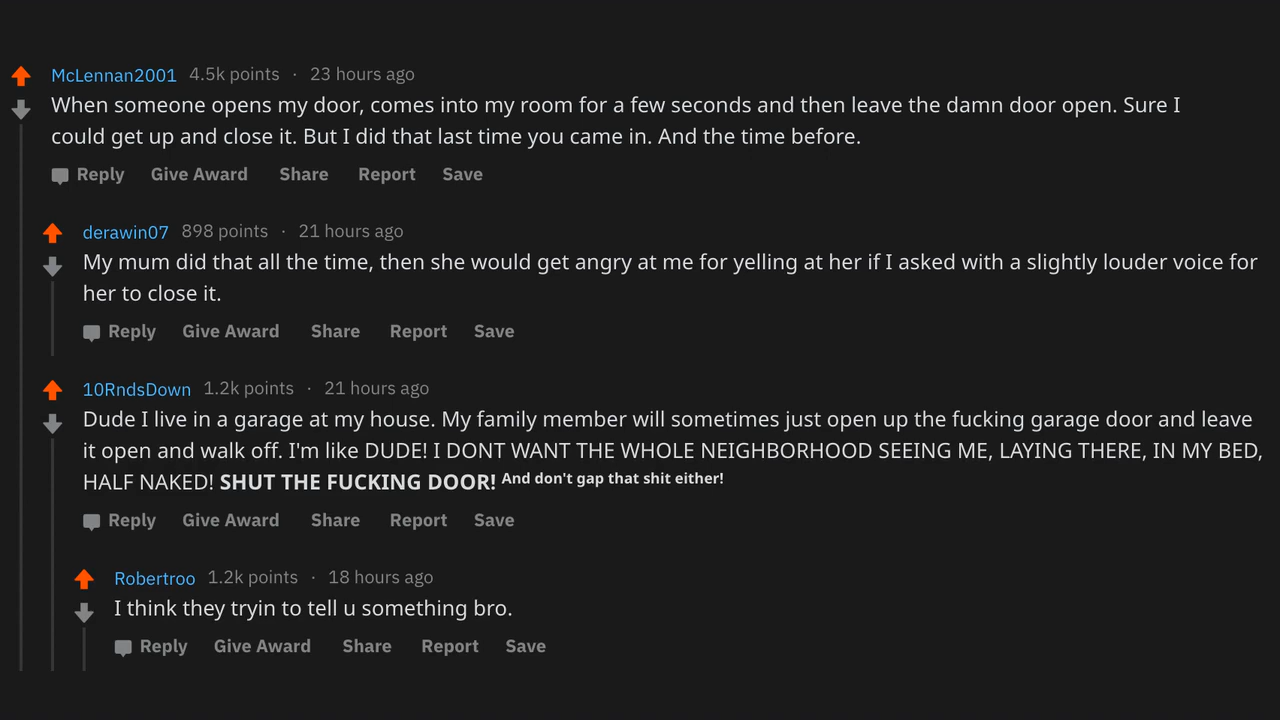 McLennan2001 4.5k points · 23 hours ago
When someone opens my door, comes into my room for a few seconds and then leave the damn door open. Sure I
could get up and close it. But I did that last time you came in. And the time before.
Reply Give Award Share Report Save
derawin07 898 points · 21 hours ago
My mum did that all the time, then she would get angry at me for yelling at her if I asked with a slightly louder voice for
her to close it.
Reply Give Award Share Report Save
10RndsDown 1.2k points · 21 hours ago
Dude I live in a garage at my house. My family member will sometimes just open up the fucking garage door and leave
it open and walk off. I'm like DUDE! I DONT WANT THE WHOLE NEIGHBORHOOD SEEING ME, LAYING THERE, IN MY BED,
HALF NAKED! SHUT THE FUCKING DOOR! And don't gap that shit either!
Reply Give Award Share Report Save
Robertroo 1.2k points · 18 hours ago
I think they tryin to tell u something bro.
Reply Give Award Share Report Save